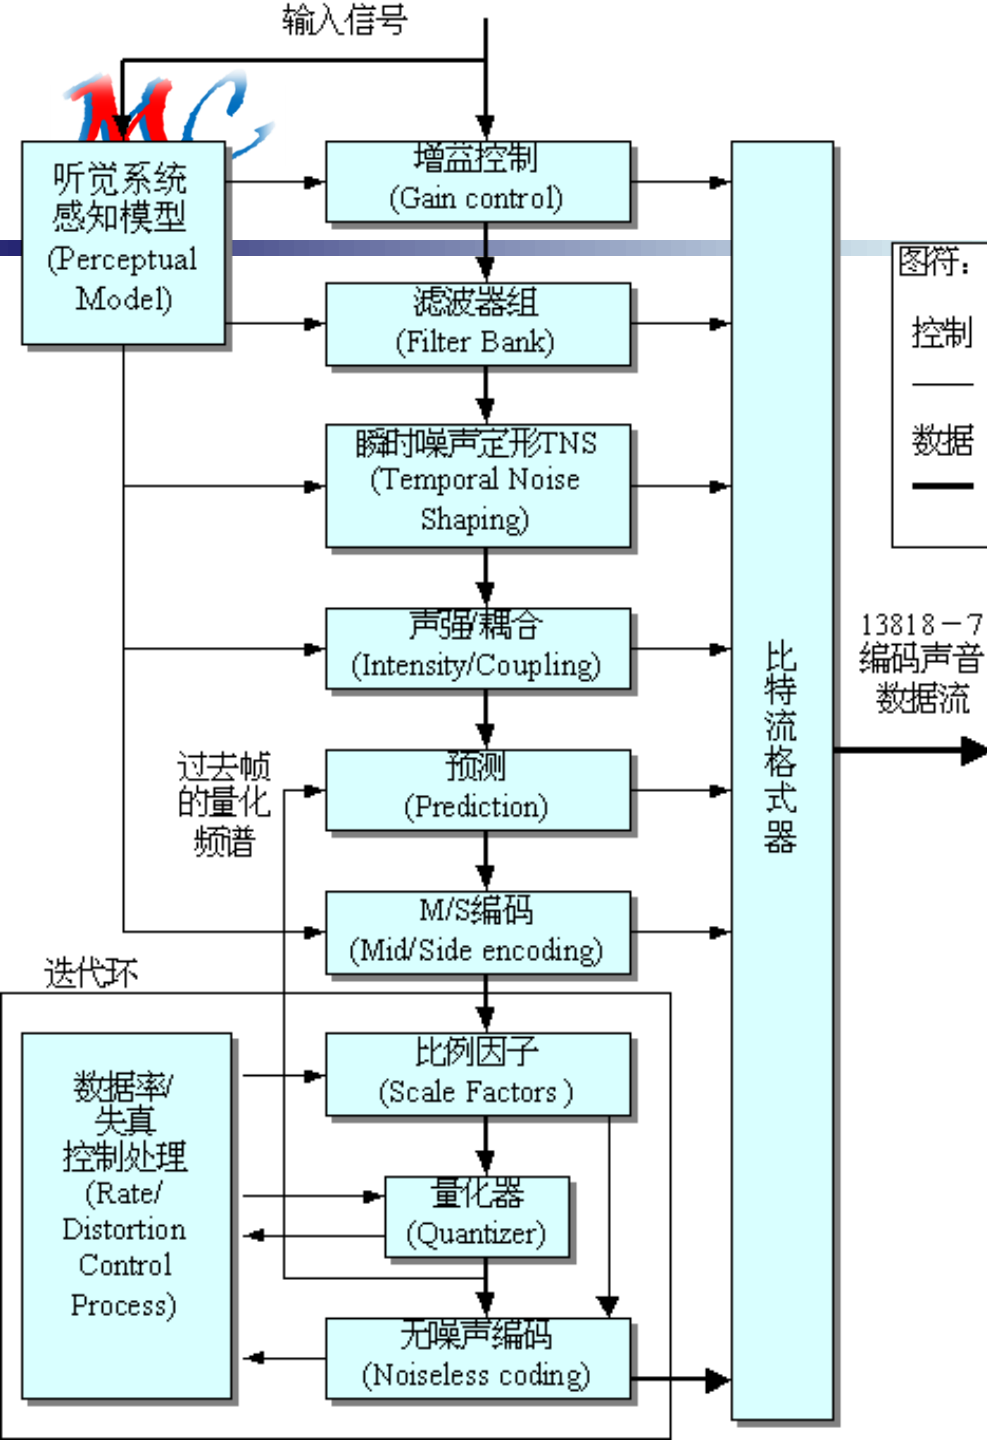 输入信号
MC
听觉系统
感知模型
(Perceptual
Model)
增益控制
(Gain control)
滤波器组
(Filter Bank)
瞬时噪声定形TNS
(Temporal Noise
Shaping)
声强/耦合
(Intensity/Coupling)
过去帧
的量化
频谱
预测
(Prediction)
M/S编码
(Mid/Side encoding)
迭代环
数据率/
失真
控制处理
(Rate/
Distortion
Control
Process)
比例因子
(Scale Factors )
量化器
(Quantizer)
无噪声编码
(Noiseless coding)
比
特
流
格
式
器
图符：
控制
数据
13818－7
编码声音
数据流